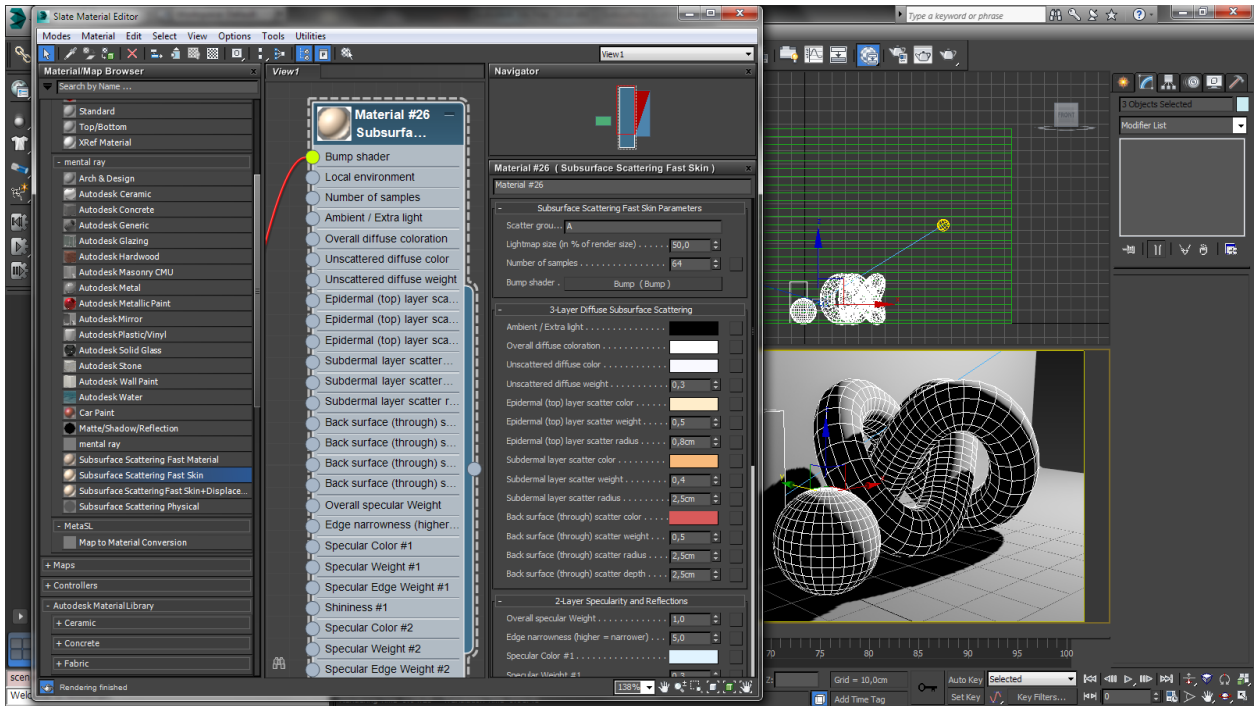 Slate Material Editor
Modes Material Edit Select View Options Tools Utilities
View1
Material/Map Browser
Search by Name ...
Standard
Top/Bottom
XRef Material
- mental ray
Arch & Design
Autodesk Ceramic
Autodesk Concrete
Autodesk Generic
Autodesk Glazing
Autodesk Hardwood
Autodesk Masonry CMU
Autodesk Metal
Autodesk Metallic Paint
Autodesk Mirror
Autodesk Plastic/Vinyl
Autodesk Solid Glass
Autodesk Stone
Autodesk Wall Paint
Autodesk Water
Car Paint
Matte/Shadow/Reflection
mental ray
Subsurface Scattering Fast Material
Subsurface Scattering Fast Skin
Subsurface Scattering Fast Skin+Displace...
Subsurface Scattering Physical
- MetaSL
Map to Material Conversion
+ Maps
+ Controllers
- Autodesk Material Library
+ Ceramic
+ Concrete
+ Fabric
Rendering finished
View1
Material #26
Subsurfa...
Bump shader
Local environment
Number of samples
Ambient / Extra light
Overall diffuse coloration
Unscattered diffuse color
Unscattered diffuse weight
Epidermal (top) layer sca...
Epidermal (top) layer sca...
Epidermal (top) layer sca...
Subdermal layer scatter...
Subdermal layer scatter...
Subdermal layer scatter r...
Back surface (through) s...
Back surface (through) s...
Back surface (through) s...
Back surface (through) s...
Overall specular Weight
Edge narrowness (higher...
Specular Color #1
Specular Weight #1
Specular Edge Weight #1
Shininess #1
Specular Color #2
Specular Weight #2
Specular Edge Weight #2
Navigator
Material #26 ( Subsurface Scattering Fast Skin )
Material #26
- Subsurface Scattering Fast Skin Parameters
Scatter grou... A
Lightmap size (in % of render size) ...... 50,0
Number of samples ............... 64
Bump shader . Bump ( Bump )
- 3-Layer Diffuse Subsurface Scattering
Ambient / Extra light ..............
Overall diffuse coloration ...........
Unscattered diffuse color ...........
Unscattered diffuse weight ......... 0,3
Epidermal (top) layer scatter color ......
Epidermal (top) layer scatter weight .... 0,5
Epidermal (top) layer scatter radius .... 0,8cm
Subdermal layer scatter color .........
Subdermal layer scatter weight ....... 0,4
Subdermal layer scatter radius ....... 2,5cm
Back surface (through) scatter color .....
Back surface (through) scatter weight ... 0,5
Back surface (through) scatter radius .... 2,5cm
Back surface (through) scatter depth .... 2,5cm
- 2-Layer Specularity and Reflections
Overall specular Weight ............ 1,0
Edge narrowness (higher = narrower) ... 5,0
Specular Color #1..............
Specular Weight #1 0,3
138%
Type a keyword or phrase
FRONT
3 Objects Selected
Modifier List
70 75 80 85 90 95 100
Z:
Grid = 10,0cm
Add Time Tag
Auto Key Selected
Set Key Key Filters...
0
scen
Welc